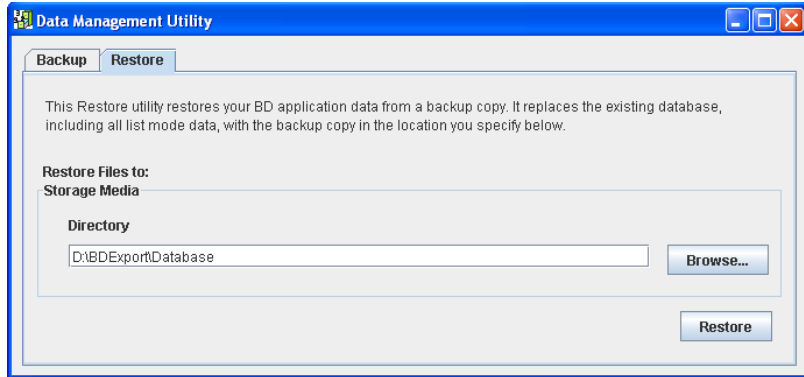 Data Management Utility
Backup
Restore
This Restore utility restores your BD application data from a backup copy. It replaces the existing database,
including all list mode data, with the backup copy in the location you specify below.
Restore Files to:
Storage Media
Directory
D:\BDExport\Database
Browse...
Restore